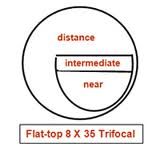 distance
intermediate
near
Flat-top 8 X 35 Trifocal